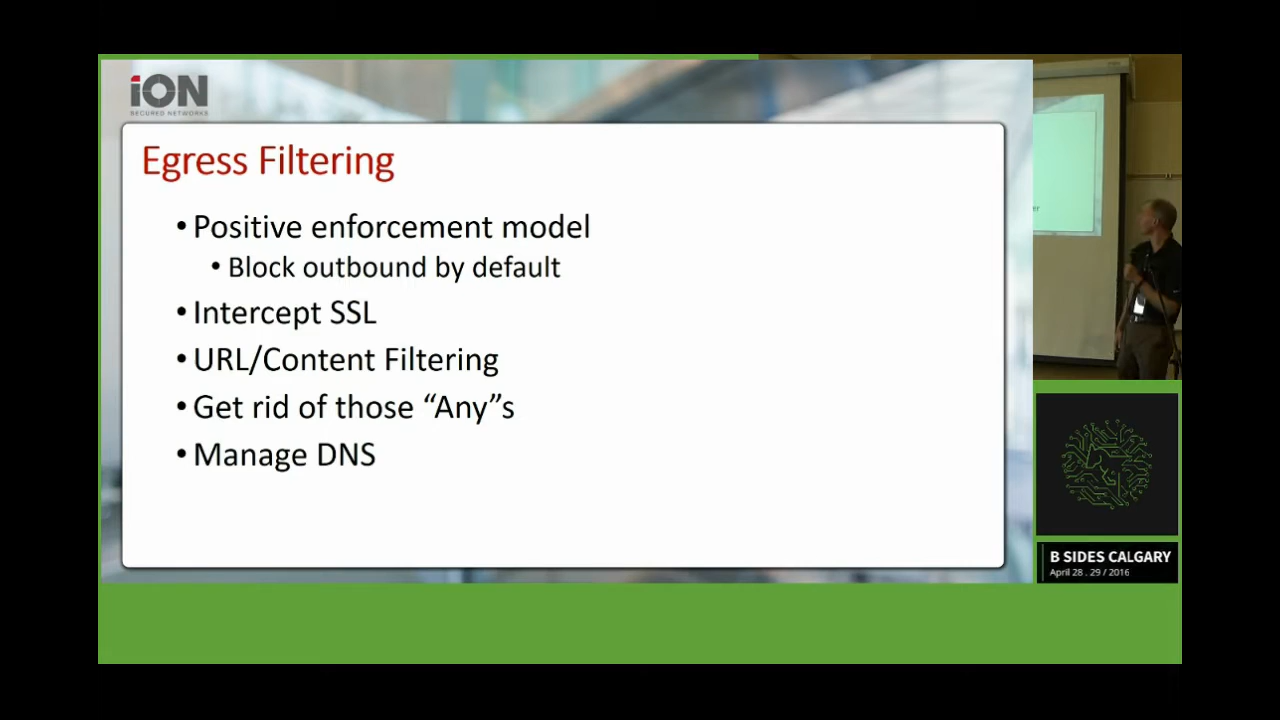 iON
SECURED NETWORKS
Egress Filtering
• Positive enforcement model
• Block outbound by default
• Intercept SSL
• URL/Content Filtering
• Get rid of those “Any”s
• Manage DNS
er
B SIDES CALGARY
April 28 . 29 / 2016